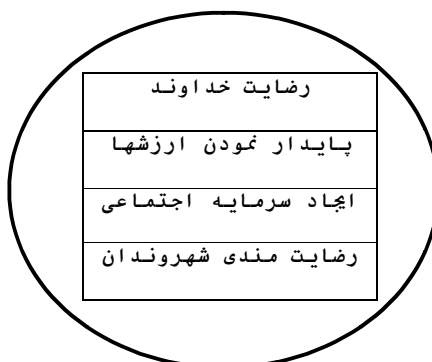 رضایت خداوند
پایدار نمودن ارزشها
ایجاد سرمایه اجتماعی
رضایت مندی شهروندان